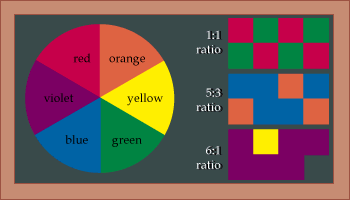 red orange
violet yellow
blue green
1:1
ratio
5:3
ratio
6:1
ratio